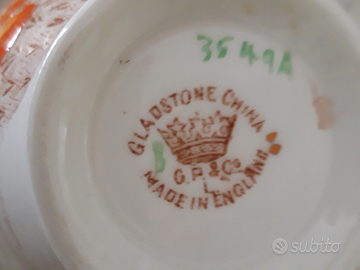 3549A
GLADSTONE CHINA
G.P. & Co.
L
MADE IN ENGLAND
subito